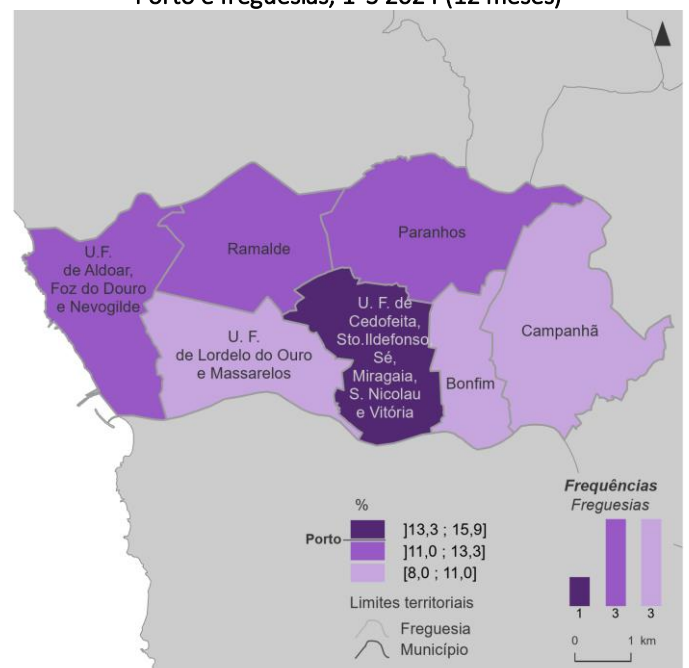 Porto e freguesias, 1ºS 2024 (12 meses)
U.F.
de Aldoar,
Foz do Douro
e Nevogilde
Ramalde
Paranhos
U. F.
de Lordelo do Ouro
e Massarelos
U. F. de
Cedofeita,
Sto.Ildefonso,
Sé,
Miragaia,
S. Nicolau
e Vitória
Bonfim
Campanhã
%
]13,3 ; 15,9]
Porto
]11,0 ; 13,3]
[8,0 ; 11,0]
Limites territoriais
Freguesia
Município
Frequências
Freguesias
1 3 3
0 1 km